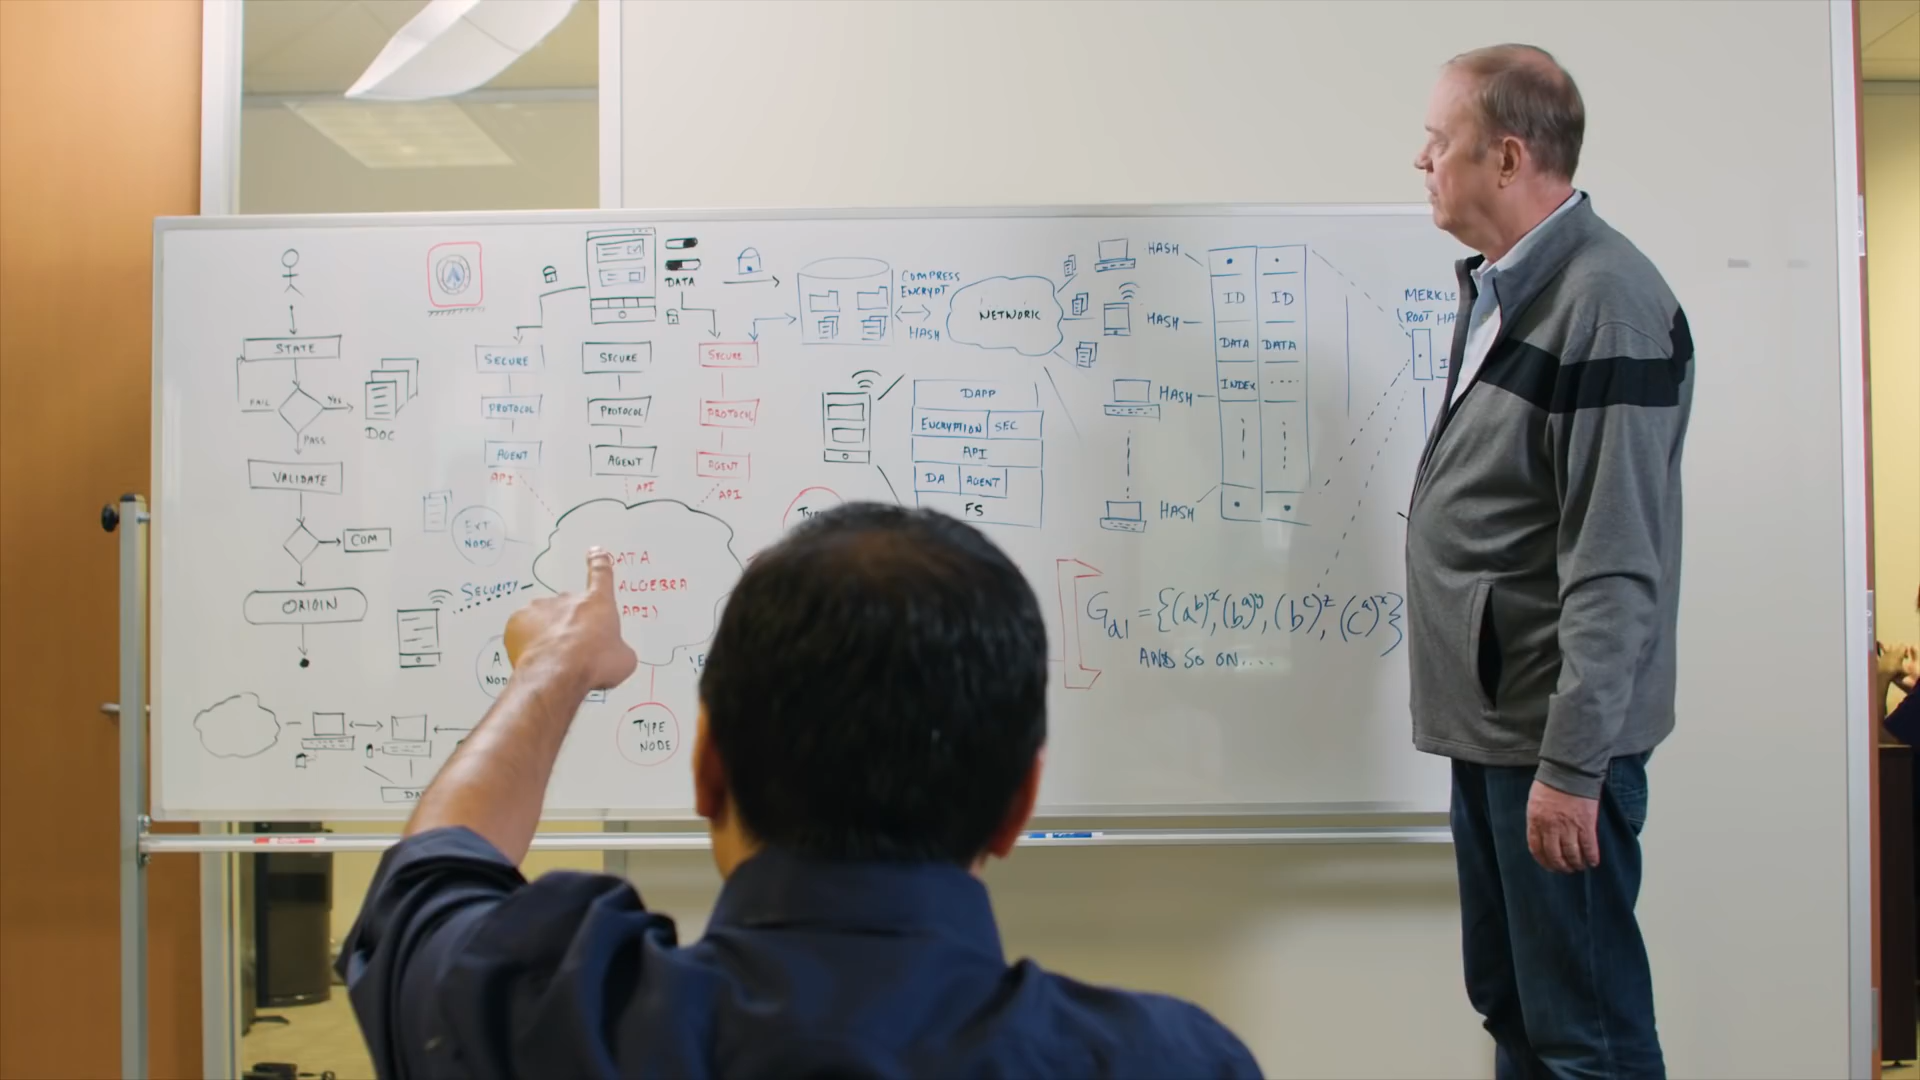 STATE
FAIL
YES
PASS
DOC
VALIDATE
COM
ORIGIN
SECURE
PROTOCOL
AGENT
API
SECURE
PROTOCOL
AGENT
API
SECURE
PROTOCOL
AGENT
API
DATA
COMPRESS
ENCRYPT
HASH
NETWORK
DAPP
ENCRYPTION SEC
API
DA AGENT
FS
HASH
HASH
HASH
HASH
ID ID
DATA DATA
INDEX ....
MERKLE
ROOT
EXT
NODE
SECURITY
ALGEBRA
API)
TYPE
NODE
G_{al} = {(a^b)^x, (b^a)^y, (b^c)^z, (c^a)^x}
AND SO ON....